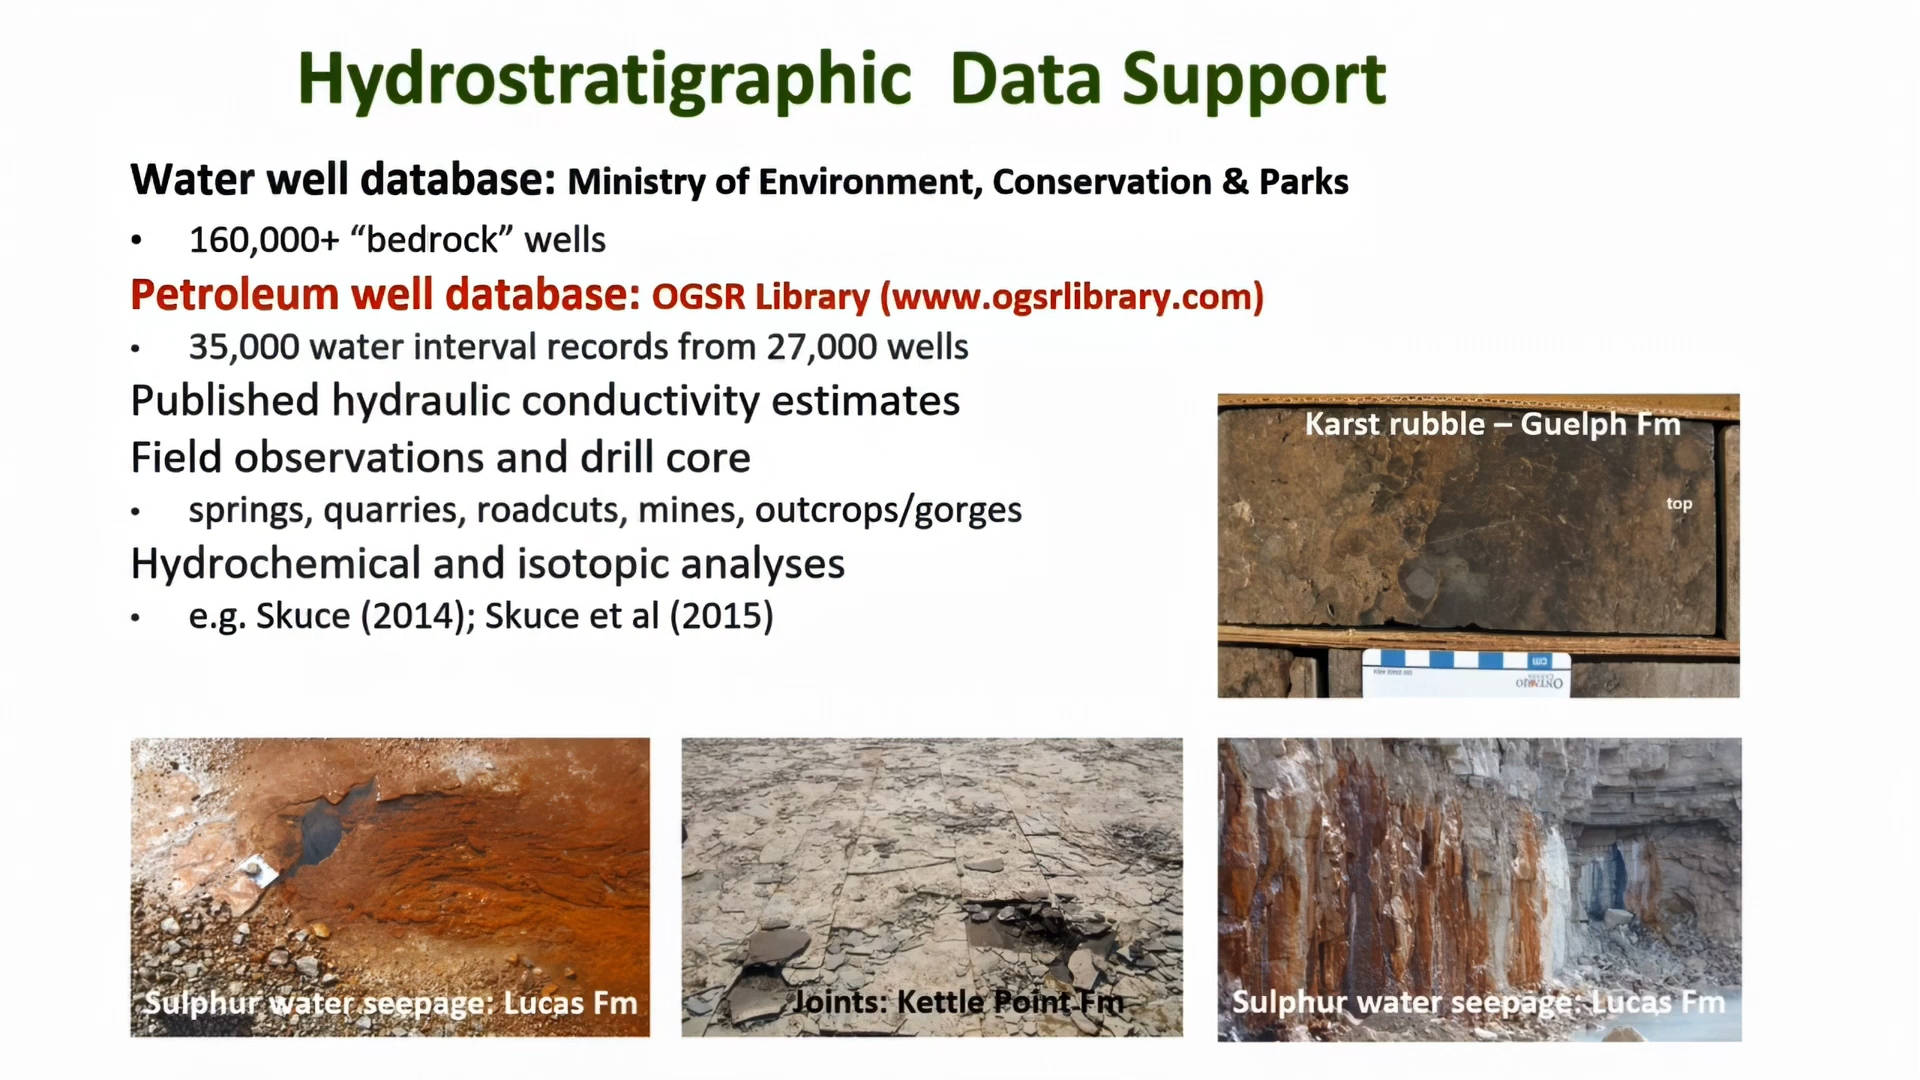 Hydrostratigraphic Data Support
Water well database: Ministry of Environment, Conservation & Parks
• 160,000+ “bedrock” wells
Petroleum well database: OGSR Library (www.ogsrlibrary.com)
• 35,000 water interval records from 27,000 wells
Published hydraulic conductivity estimates
Field observations and drill core
• springs, quarries, roadcuts, mines, outcrops/gorges
Hydrochemical and isotopic analyses
• e.g. Skuce (2014); Skuce et al (2015)
Karst rubble – Guelph Fm
top
cm
ONTARIO
Sulphur water seepage: Lucas Fm
Joints: Kettle Point Fm
Sulphur water seepage: Lucas Fm